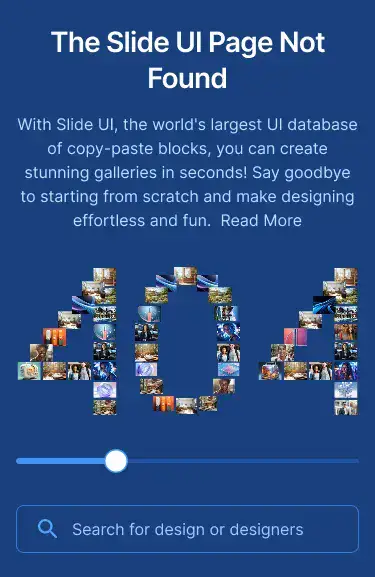 The Slide UI Page Not
Found
With Slide UI, the world's largest UI database
of copy-paste blocks, you can create
stunning galleries in seconds! Say goodbye
to starting from scratch and make designing
effortless and fun.  Read More
404
Search for design or designers